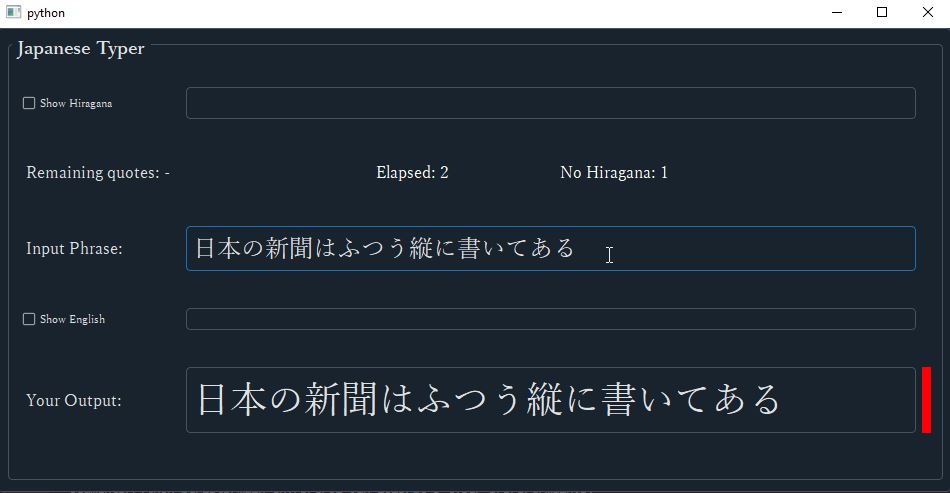 python
Japanese Typer
Show Hiragana
Remaining quotes: -
Elapsed: 2
No Hiragana: 1
Input Phrase:
日本の新聞はふつう縦に書いてある
Show English
Your Output:
日本の新聞はふつう縦に書いてある